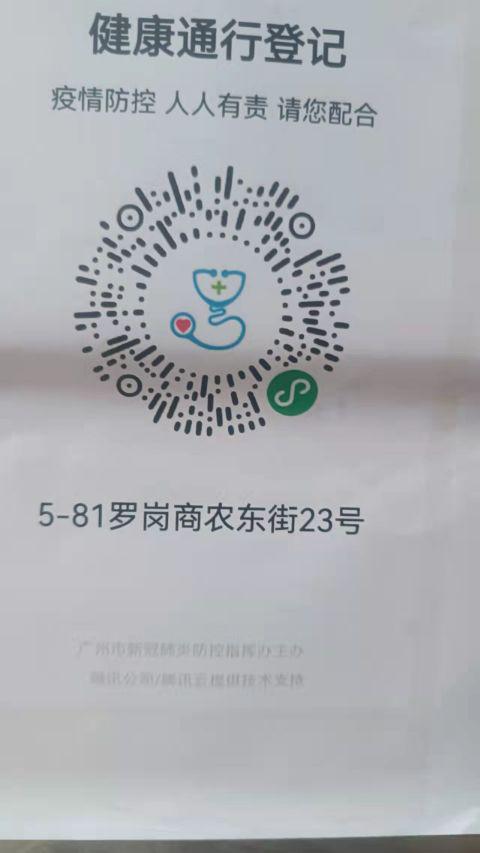 健康通行登记
疫情防控 人人有责 请您配合
5-81罗岗商农东街23号
广州市新冠肺炎防控指挥办主办
腾讯公司/腾讯云提供技术支持